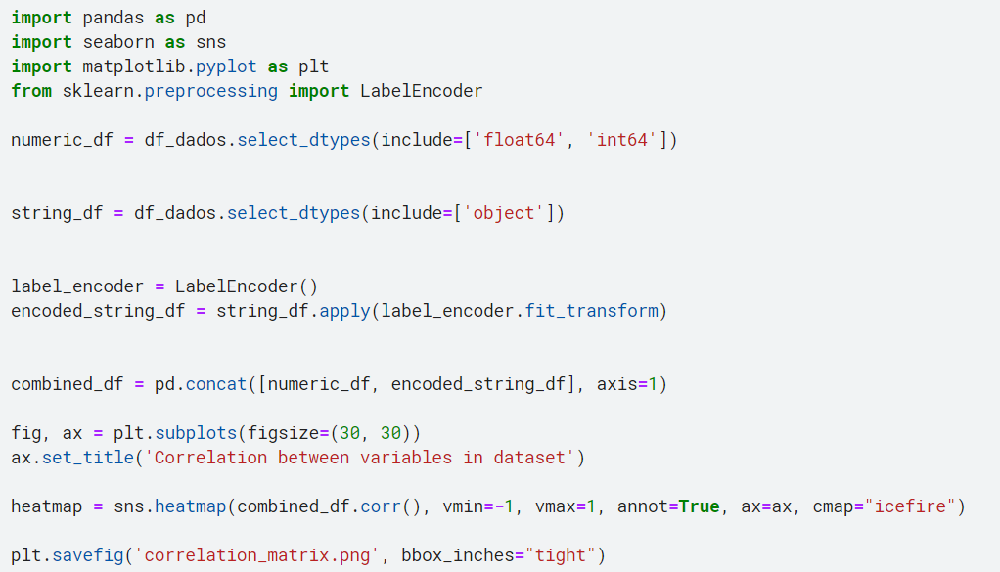 import pandas as pd
import seaborn as sns
import matplotlib.pyplot as plt
from sklearn.preprocessing import LabelEncoder
numeric_df = df_dados.select_dtypes(include=['float64', 'int64'])
string_df = df_dados.select_dtypes(include=['object'])
label_encoder = LabelEncoder()
encoded_string_df = string_df.apply(label_encoder.fit_transform)
combined_df = pd.concat([numeric_df, encoded_string_df], axis=1)
fig, ax = plt.subplots(figsize=(30, 30))
ax.set_title('Correlation between variables in dataset')
heatmap = sns.heatmap(combined_df.corr(), vmin=-1, vmax=1, annot=True, ax=ax, cmap="icefire")
plt.savefig('correlation_matrix.png', bbox_inches="tight")